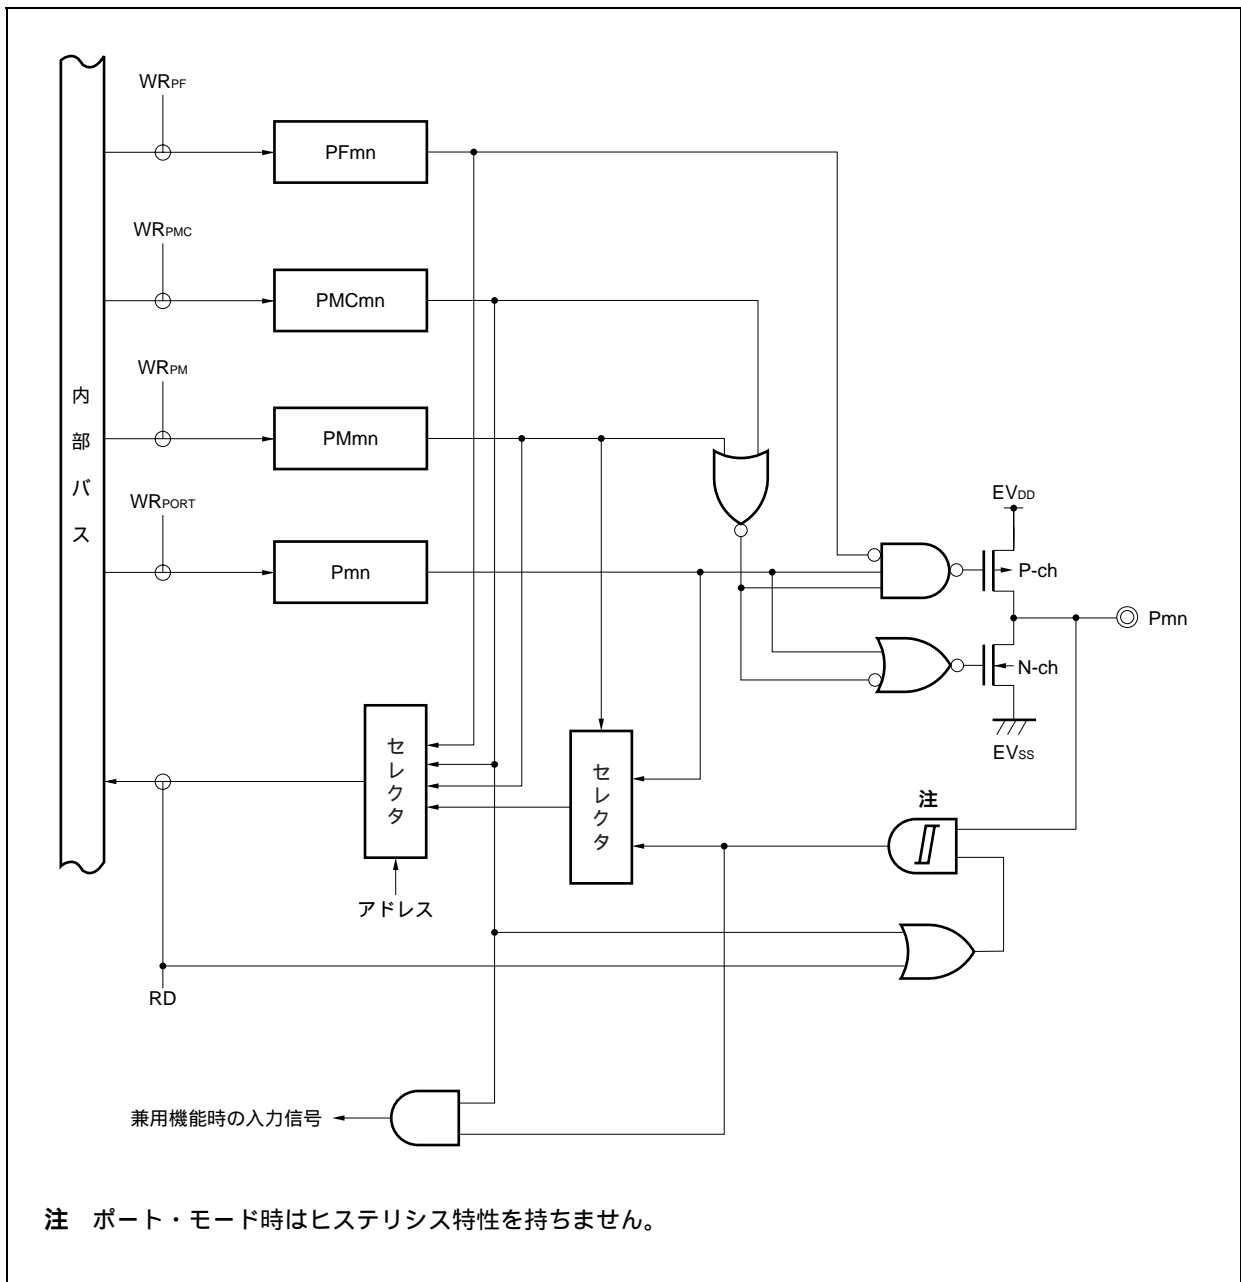 WRPF
PFmn
WRPMC
PMCmn
WRPM
内部バス
PMmn
WRPORT
EVDD
Pmn
P-ch
Pmn
N-ch
EVSS
セレクタ
セレクタ
注
アドレス
RD
兼用機能時の入力信号
注 ポート・モード時はヒステリシス特性を持ちません。